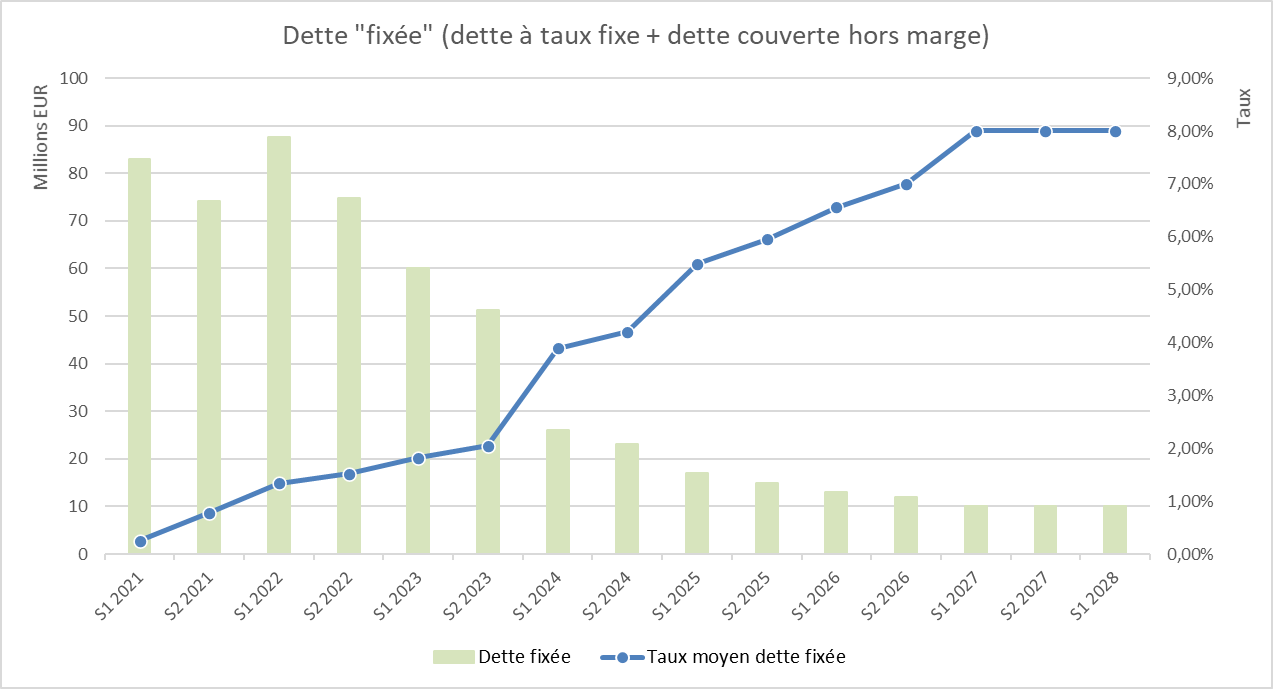 Dette "fixée" (dette à taux fixe + dette couverte hors marge)
Millions EUR
100
90
80
70
60
50
40
30
20
10
0
9,00%
8,00%
7,00%
6,00%
5,00%
4,00%
3,00%
2,00%
1,00%
0,00%
Taux
S1 2021
S2 2021
S1 2022
S2 2022
S1 2023
S2 2023
S1 2024
S2 2024
S1 2025
S2 2025
S1 2026
S2 2026
S1 2027
S2 2027
S1 2028
Dette fixée
Taux moyen dette fixée